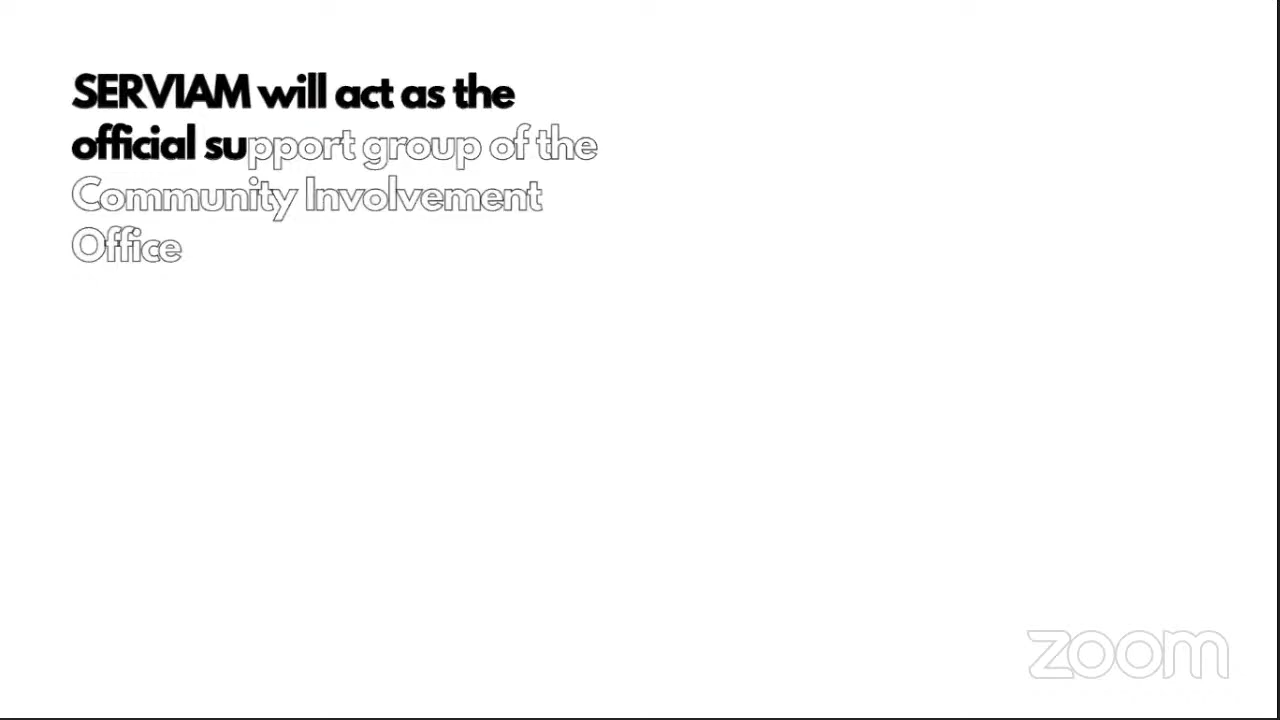 SERVIAM will act as the
official support group of the
Community Involvement
Office
zoom